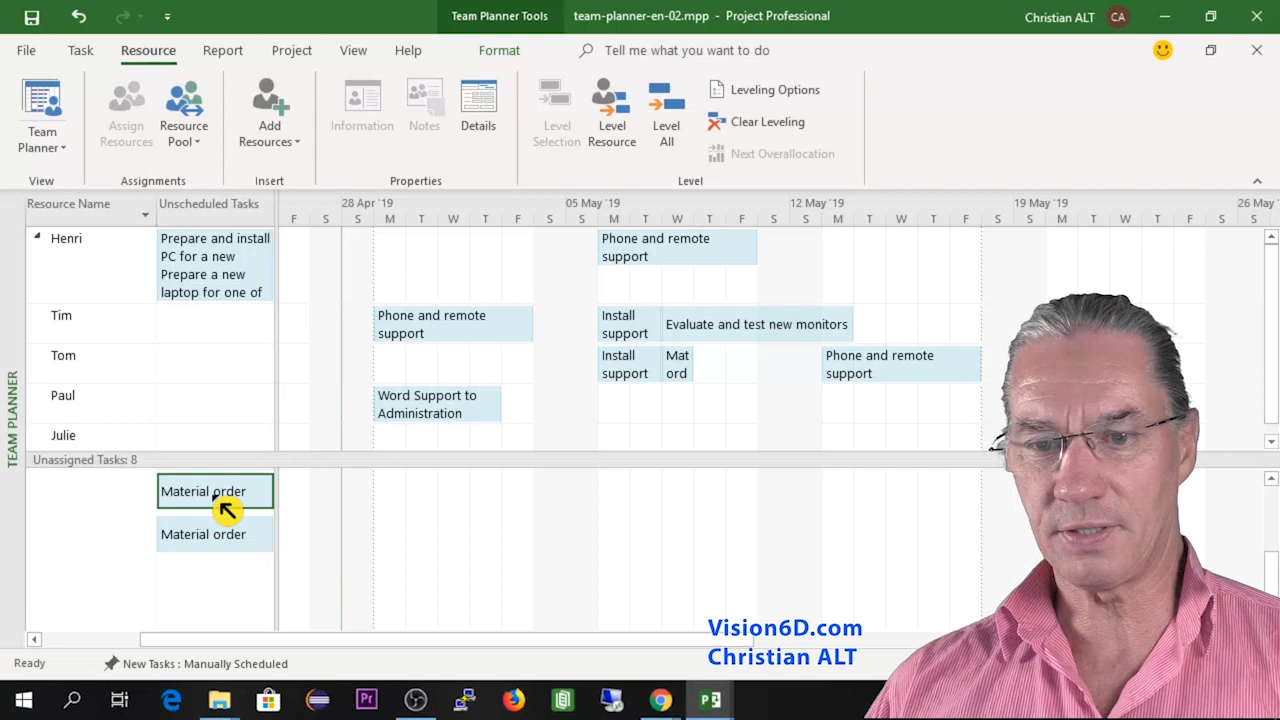 Team Planner Tools
team-planner-en-02.mpp - Project Professional
Christian ALT
CA
File
Task
Resource
Report
Project
View
Help
Format
Tell me what you want to do
Team
Planner
Assign
Resources
Resource
Pool
Add
Resources
Information
Notes
Details
Level
Selection
Level
Resource
Level
All
Leveling Options
Clear Leveling
Next Overallocation
View
Assignments
Insert
Properties
Level
Resource Name
Unscheduled Tasks
28 Apr '19
05 May '19
12 May '19
19 May '19
26 May '
F S S M T W T F S S M T W T F S S M T W T F S S M T W T F S S
TEAM PLANNER
Henri
Prepare and install
PC for a new
Prepare a new
laptop for one of
Phone and remote
support
Tim
Phone and remote
support
Install
support
Evaluate and test new monitors
Tom
Install
support
Mat
ord
Phone and remote
support
Paul
Word Support to
Administration
Julie
Unassigned Tasks: 8
Material order
Material order
Vision6D.com
Christian ALT
Ready
New Tasks : Manually Scheduled
Pr
P